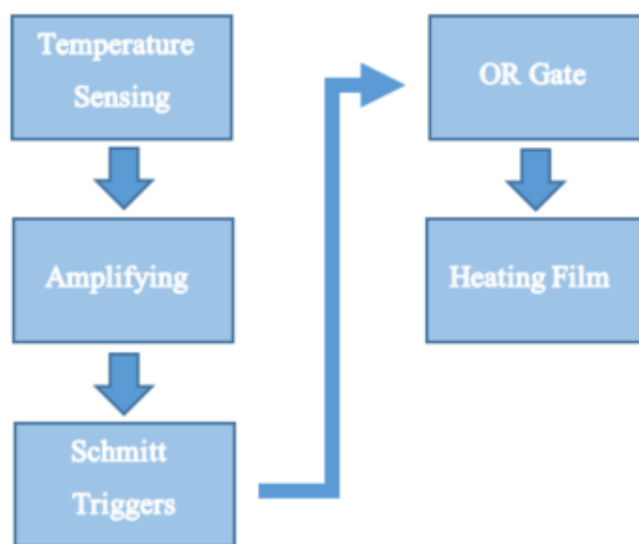 Temperature
Sensing
Amplifying
Schmitt
Triggers
OR Gate
Heating Film